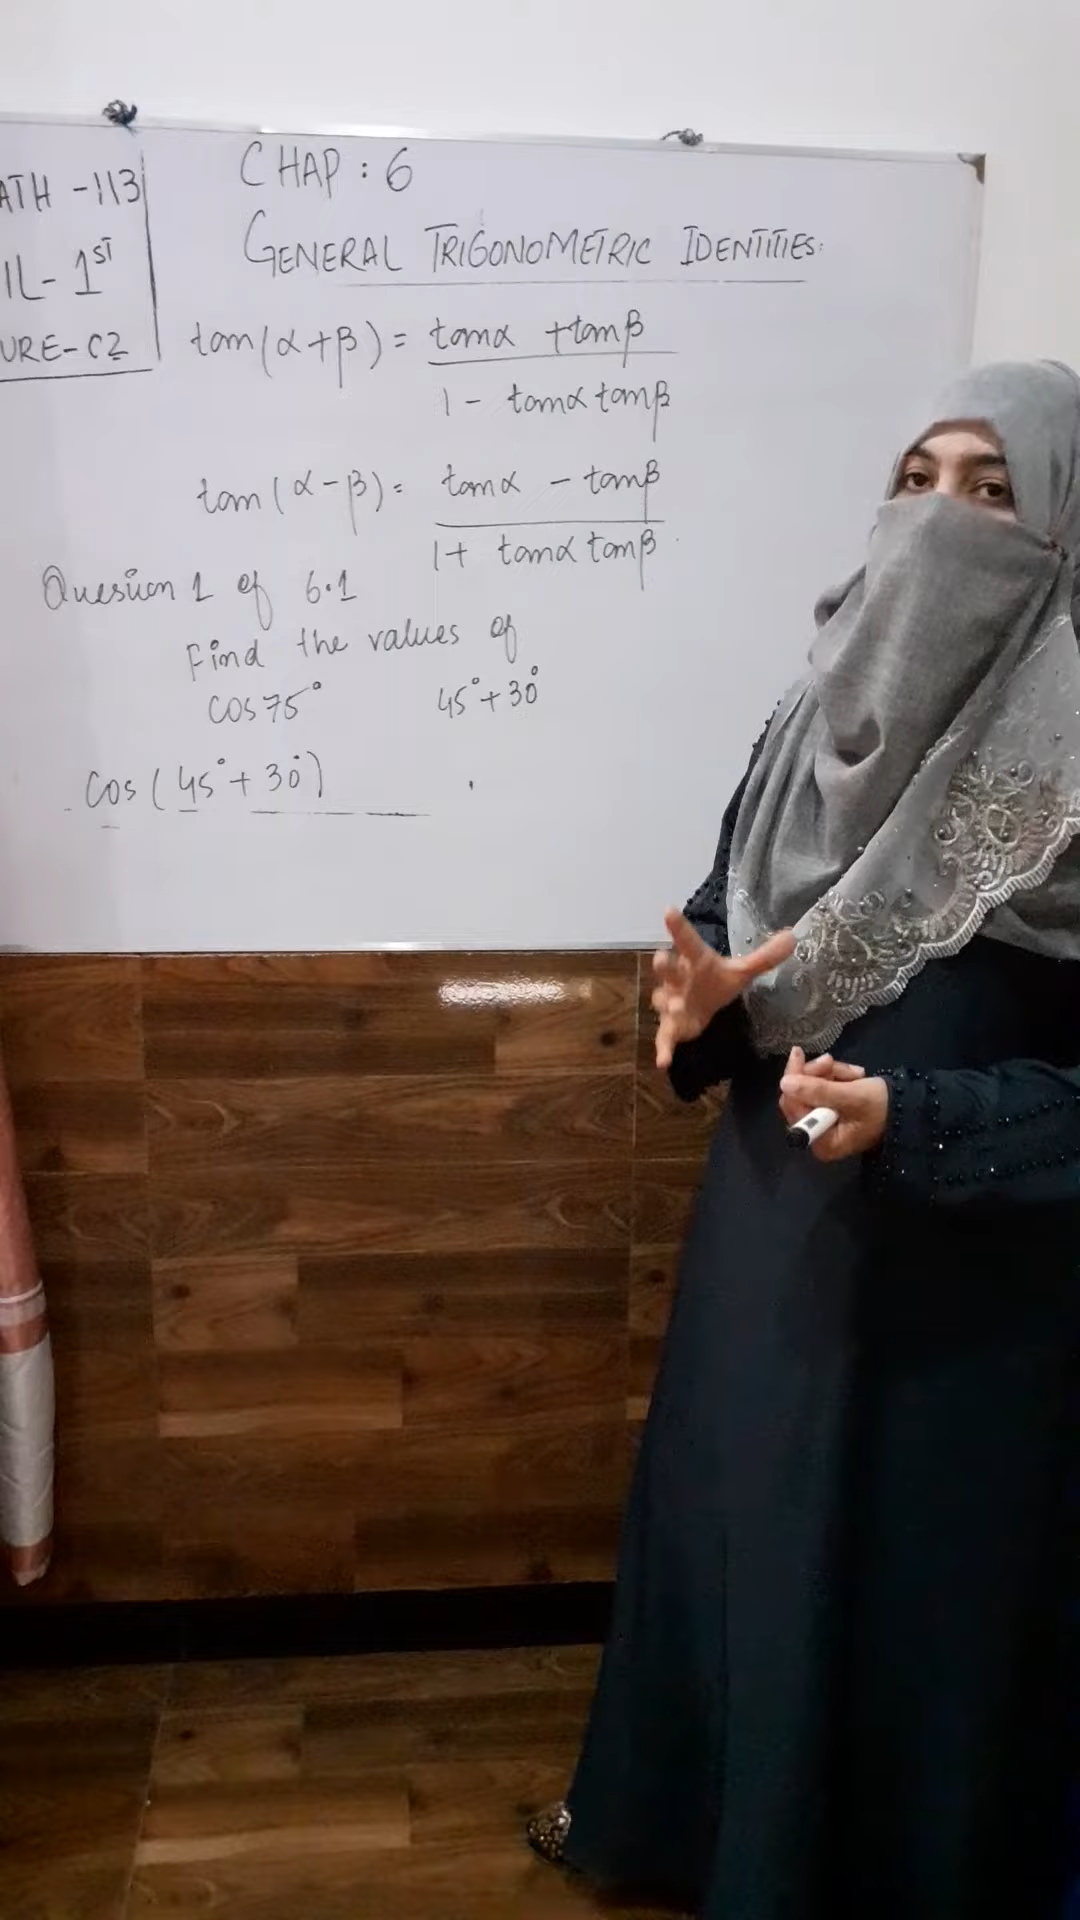 ATH -113
IL- 1ST
URE-02
CHAP : 6
GENERAL TRIGONOMETRIC IDENTITIES:
tan(α+β) = tanα + tanβ
1 - tanα tanβ
tan(α-β) = tanα - tanβ
1 + tanα tanβ
Question 1 of 6.1
Find the values of
cos 75° 45°+30°
cos(45°+30°)